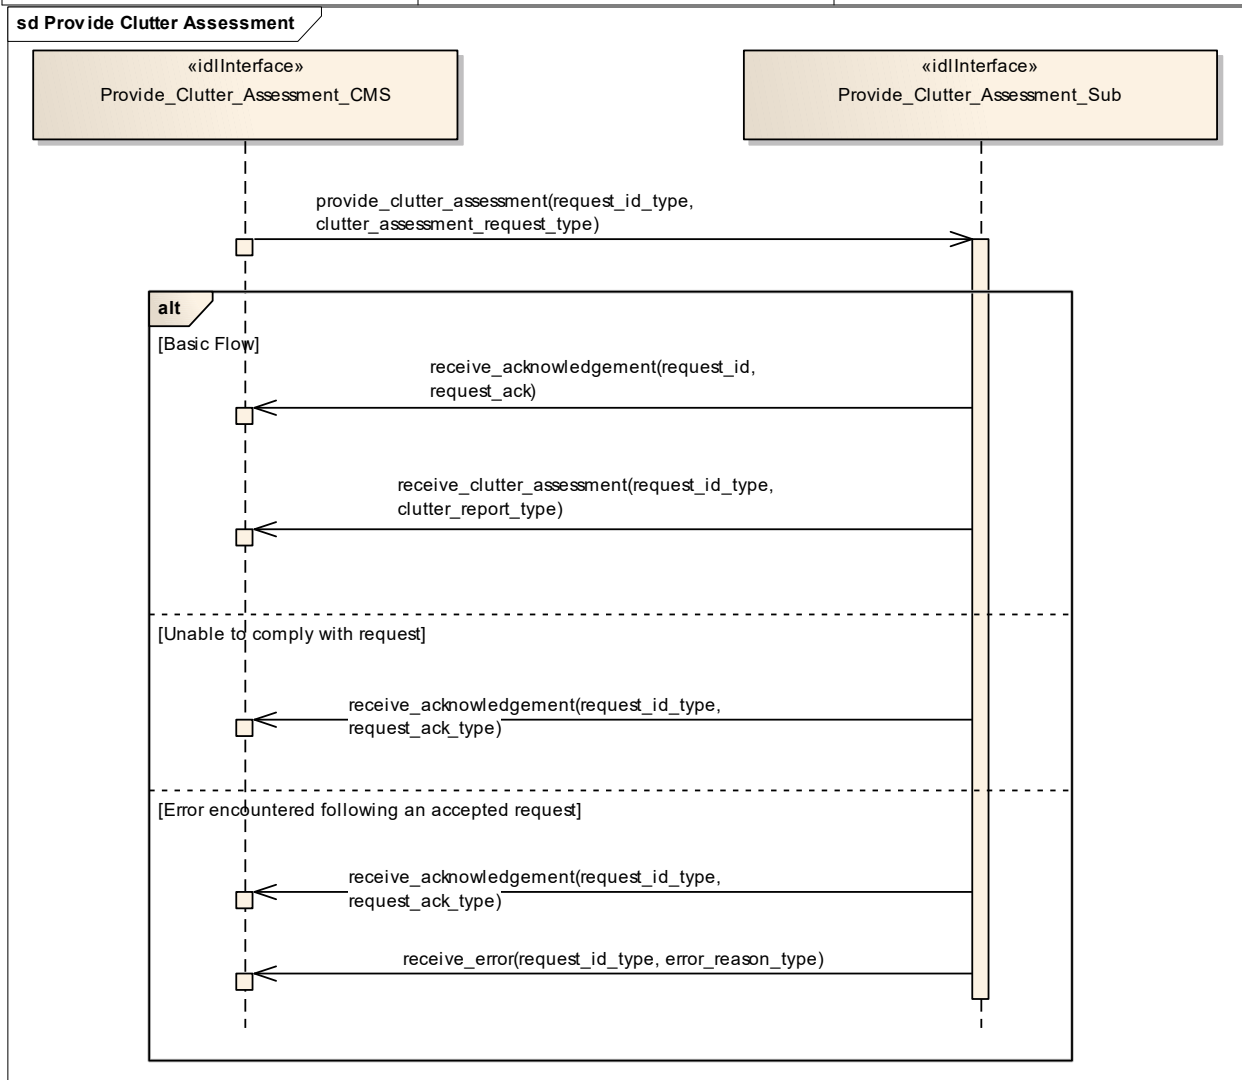 sd Provide Clutter Assessment
«idlInterface»
Provide_Clutter_Assessment_CMS
«idlInterface»
Provide_Clutter_Assessment_Sub
provide_clutter_assessment(request_id_type,
clutter_assessment_request_type)
alt
[Basic Flow]
receive_acknowledgement(request_id,
request_ack)
receive_clutter_assessment(request_id_type,
clutter_report_type)
[Unable to comply with request]
receive_acknowledgement(request_id_type,
request_ack_type)
[Error encountered following an accepted request]
receive_acknowledgement(request_id_type,
request_ack_type)
receive_error(request_id_type, error_reason_type)